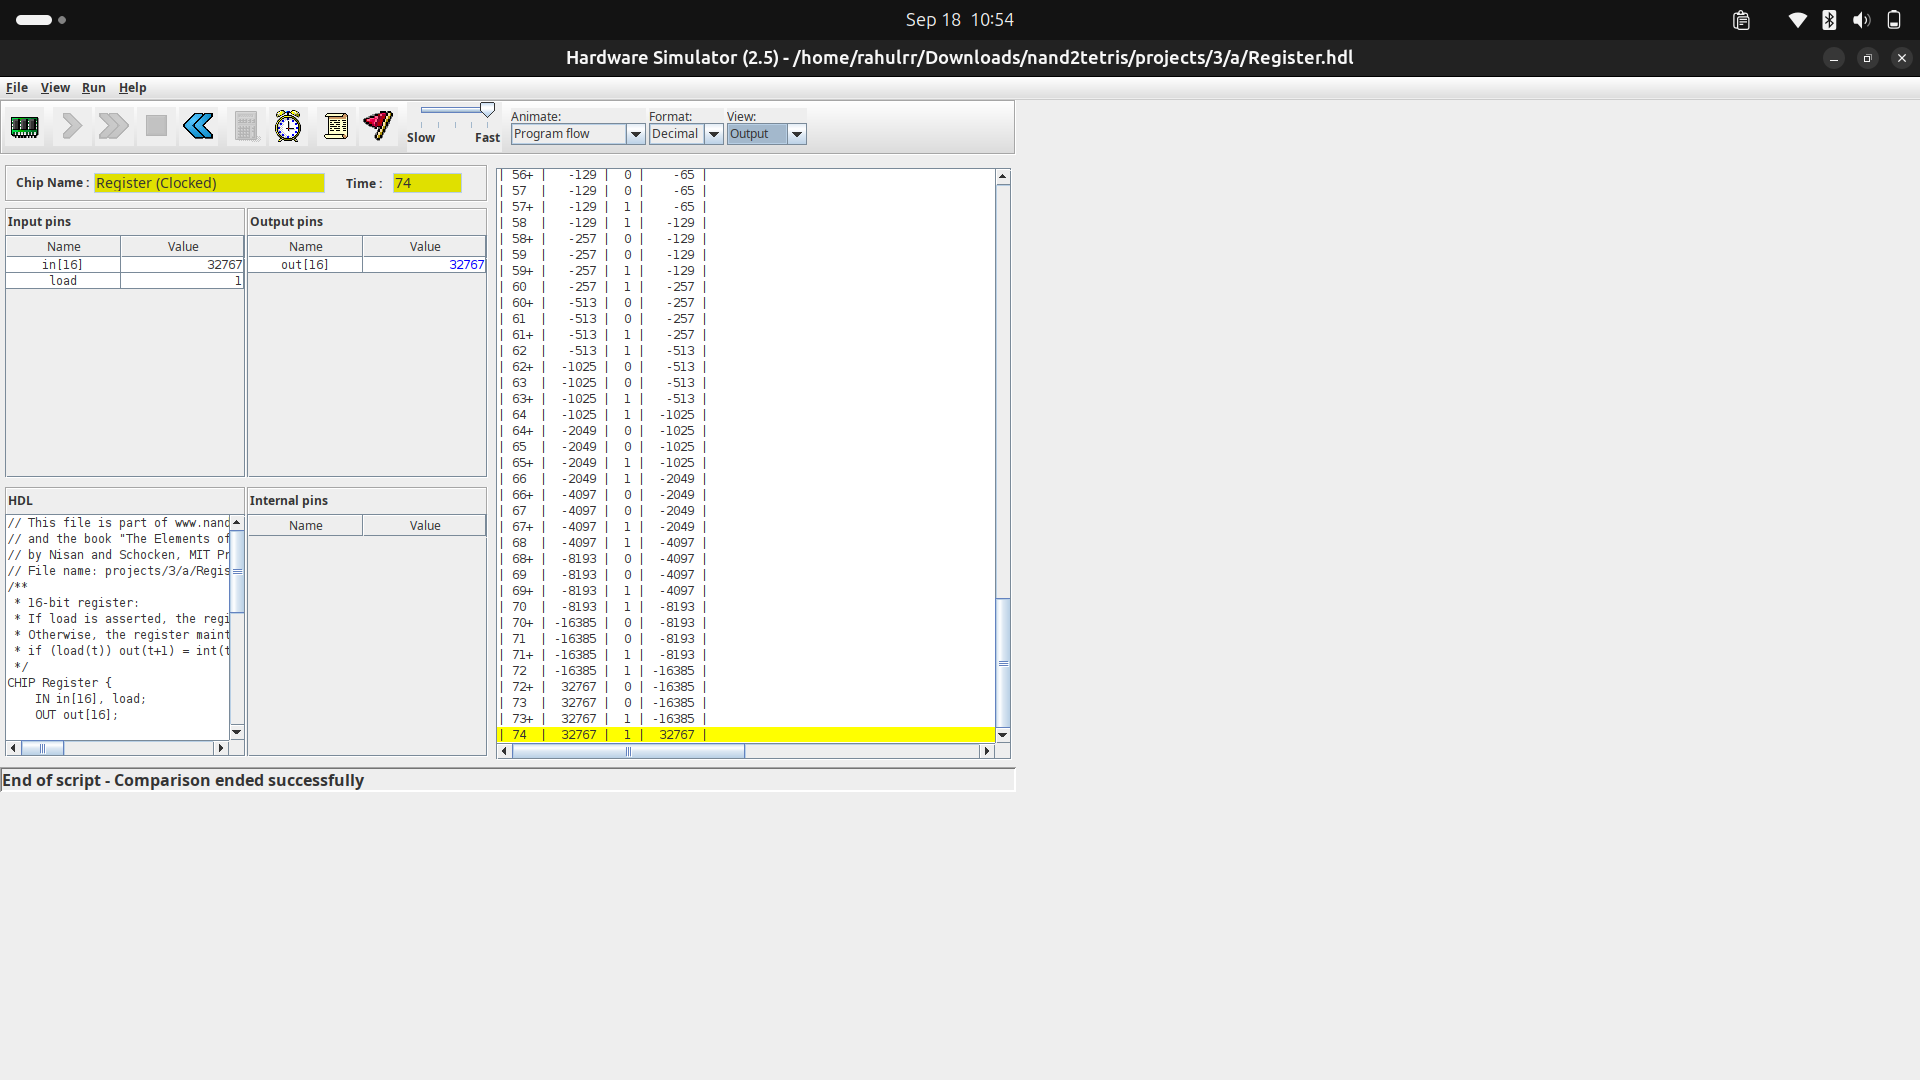 Sep 18 10:54
Hardware Simulator (2.5) - /home/rahulrr/Downloads/nand2tetris/projects/3/a/Register.hdl
File View Run Help
Slow Fast
Animate: Format: View:
Program flow Decimal Output
Chip Name : Register (Clocked) Time : 74
Input pins
Name Value
in[16] 32767
load 1
Output pins
Name Value
out[16] 32767
HDL
// This file is part of www.nand
// and the book "The Elements of
// by Nisan and Schocken, MIT Pr
// File name: projects/3/a/Regis
/**
* 16-bit register:
* If load is asserted, the regi
* Otherwise, the register maint
* if (load(t)) out(t+1) = int(t
*/
CHIP Register {
IN in[16], load;
OUT out[16];
Internal pins
Name Value
| 56+ | -129 | 0 | -65 |
| 57 | -129 | 0 | -65 |
| 57+ | -129 | 1 | -65 |
| 58 | -129 | 1 | -129 |
| 58+ | -257 | 0 | -129 |
| 59 | -257 | 0 | -129 |
| 59+ | -257 | 1 | -129 |
| 60 | -257 | 1 | -257 |
| 60+ | -513 | 0 | -257 |
| 61 | -513 | 0 | -257 |
| 61+ | -513 | 1 | -257 |
| 62 | -513 | 1 | -513 |
| 62+ | -1025 | 0 | -513 |
| 63 | -1025 | 0 | -513 |
| 63+ | -1025 | 1 | -513 |
| 64 | -1025 | 1 | -1025 |
| 64+ | -2049 | 0 | -1025 |
| 65 | -2049 | 0 | -1025 |
| 65+ | -2049 | 1 | -1025 |
| 66 | -2049 | 1 | -2049 |
| 66+ | -4097 | 0 | -2049 |
| 67 | -4097 | 0 | -2049 |
| 67+ | -4097 | 1 | -2049 |
| 68 | -4097 | 1 | -4097 |
| 68+ | -8193 | 0 | -4097 |
| 69 | -8193 | 0 | -4097 |
| 69+ | -8193 | 1 | -4097 |
| 70 | -8193 | 1 | -8193 |
| 70+ | -16385 | 0 | -8193 |
| 71 | -16385 | 0 | -8193 |
| 71+ | -16385 | 1 | -8193 |
| 72 | -16385 | 1 | -16385 |
| 72+ | 32767 | 0 | -16385 |
| 73 | 32767 | 0 | -16385 |
| 73+ | 32767 | 1 | -16385 |
| 74 | 32767 | 1 | 32767 |
End of script - Comparison ended successfully